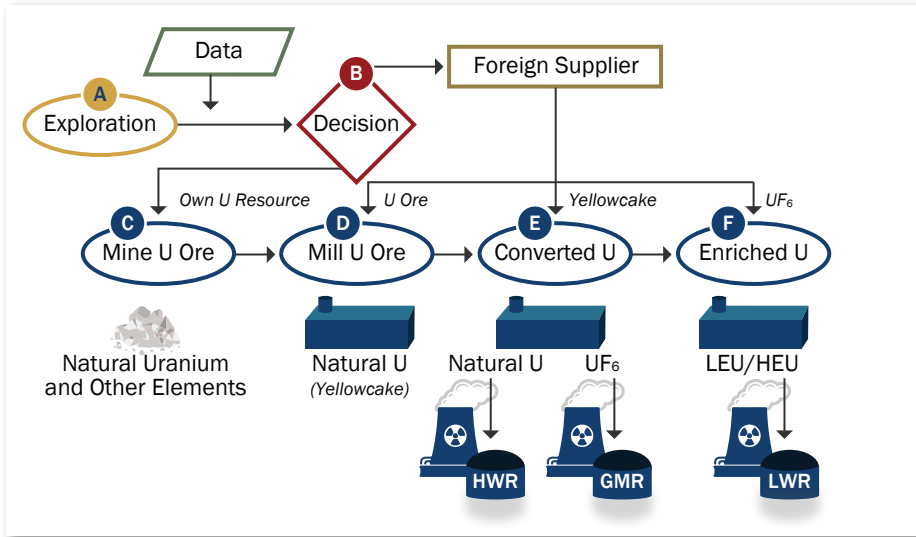 Data
B
Foreign Supplier
A
Exploration
Decision
Own U Resource
U Ore
Yellowcake
UF₆
C
Mine U Ore
D
Mill U Ore
E
Converted U
F
Enriched U
Natural Uranium
and Other Elements
Natural U
(Yellowcake)
Natural U
UF₆
LEU/HEU
HWR
GMR
LWR